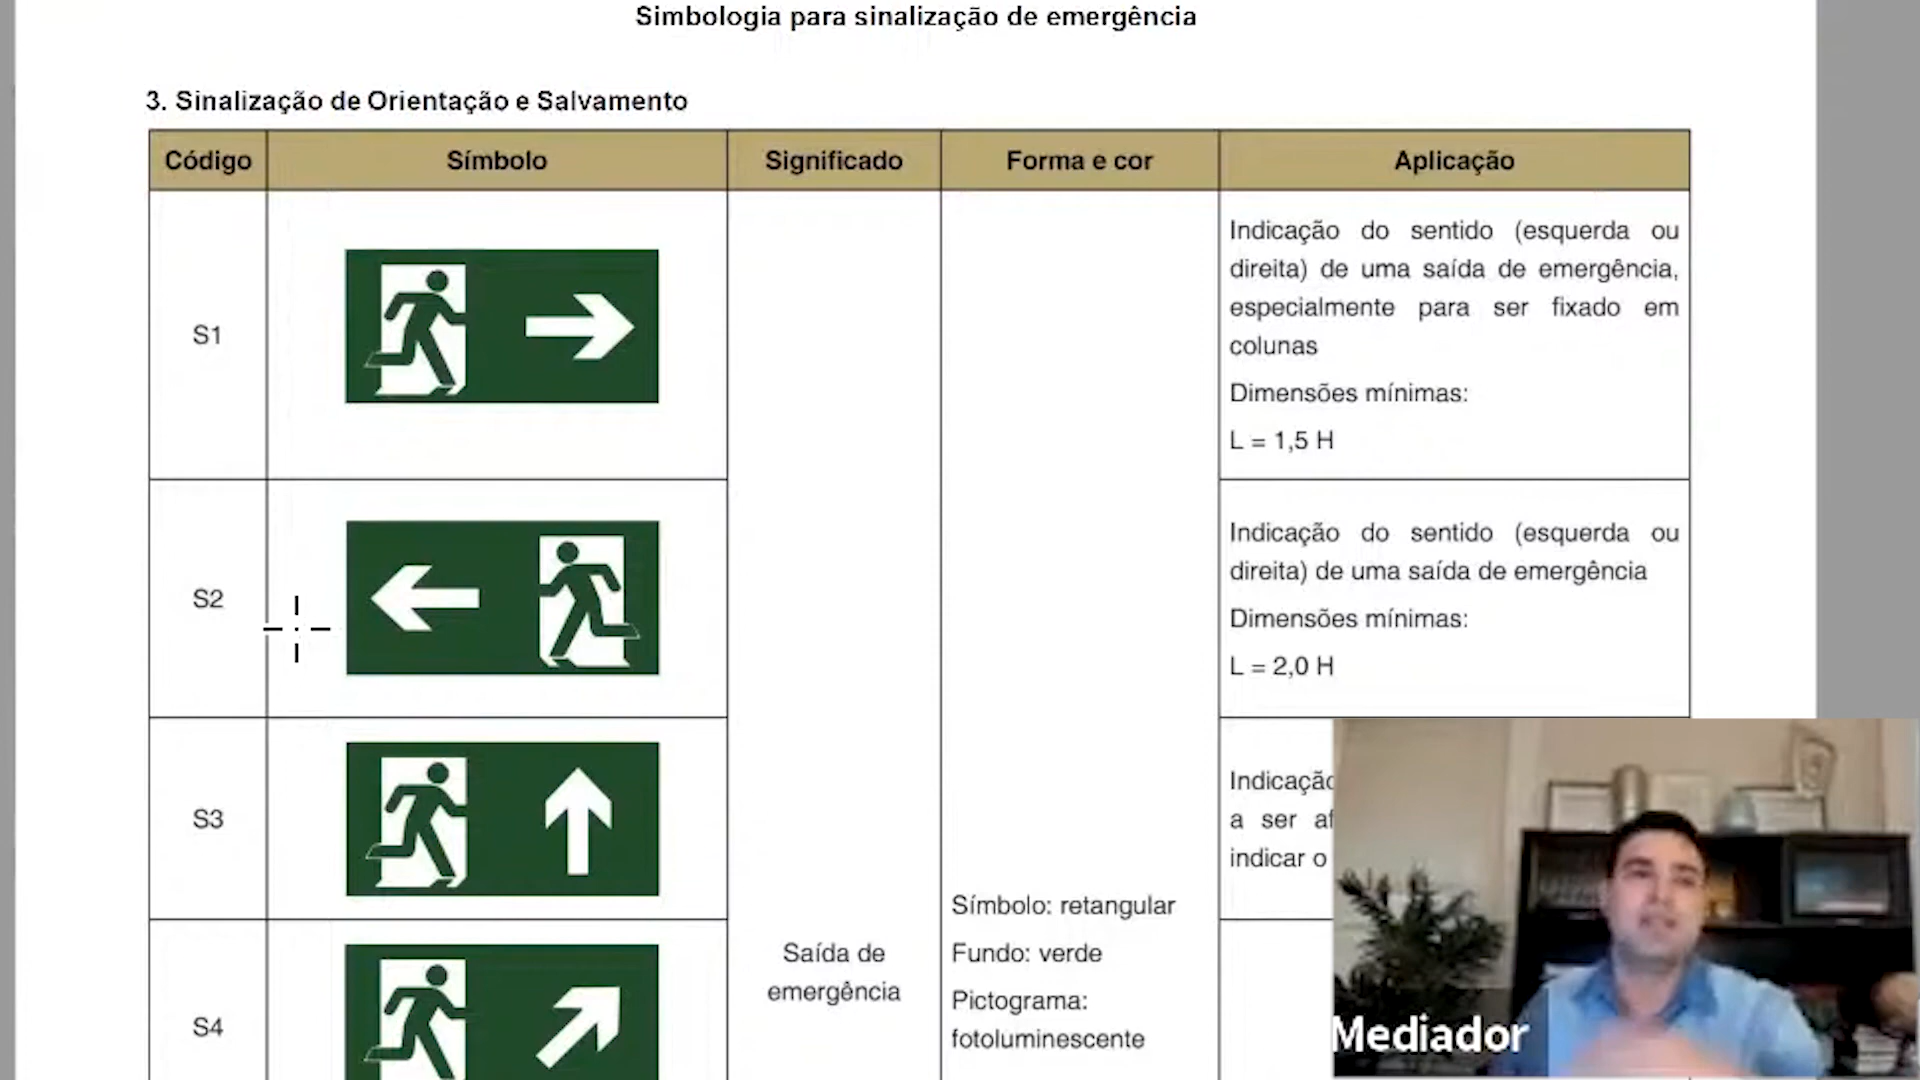 Simbologia para sinalização de emergência
3. Sinalização de Orientação e Salvamento
Código
Símbolo
Significado
Forma e cor
Aplicação
S1
Indicação do sentido (esquerda ou
direita) de uma saída de emergência,
especialmente para ser fixado em
colunas
Dimensões mínimas:
L = 1,5 H
S2
Indicação do sentido (esquerda ou
direita) de uma saída de emergência
Dimensões mínimas:
L = 2,0 H
S3
Indicação
a ser
indicar o
S4
Saída de
emergência
Símbolo: retangular
Fundo: verde
Pictograma:
fotoluminescente
Mediador